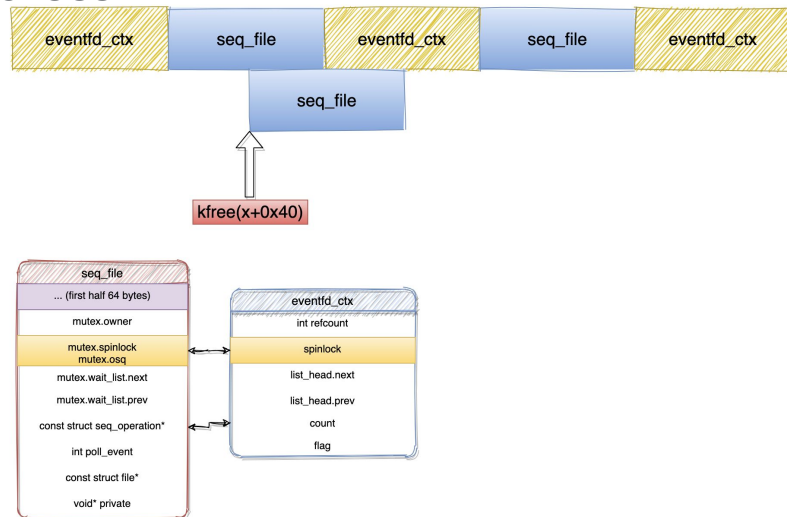 eventfd_ctx seq_file eventfd_ctx seq_file eventfd_ctx
seq_file
kfree(x+0x40)
seq_file
... (first half 64 bytes)
mutex.owner
mutex.spinlock
mutex.osq
mutex.wait_list.next
mutex.wait_list.prev
const struct seq_operation*
int poll_event
const struct file*
void* private
eventfd_ctx
int refcount
spinlock
list_head.next
list_head.prev
count
flag